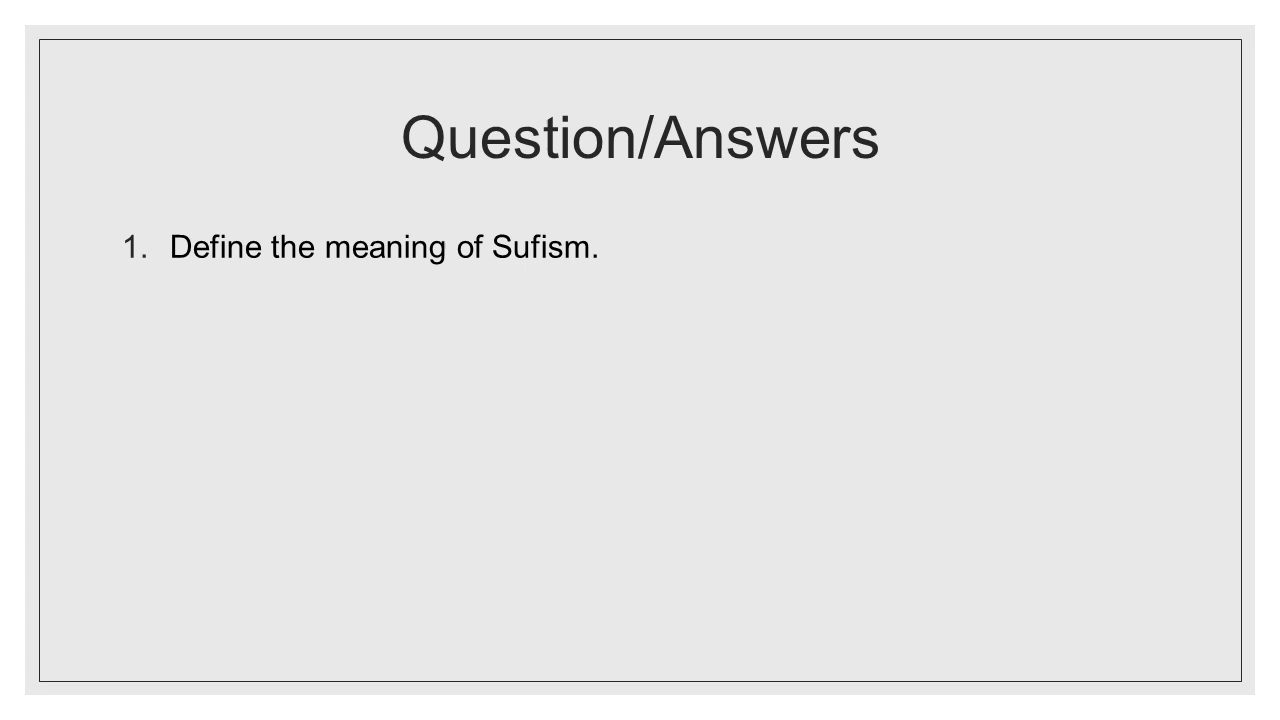 Question/Answers
1. Define the meaning of Sufism.